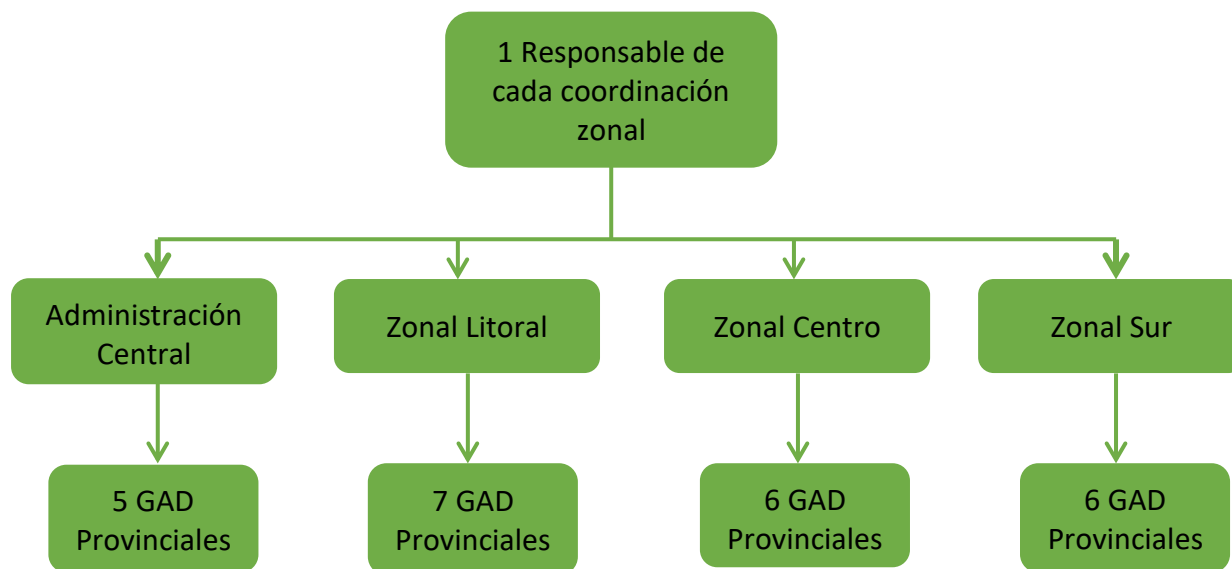 1 Responsable de
cada coordinación
zonal
Administración
Central
Zonal Litoral
Zonal Centro
Zonal Sur
5 GAD
Provinciales
7 GAD
Provinciales
6 GAD
Provinciales
6 GAD
Provinciales